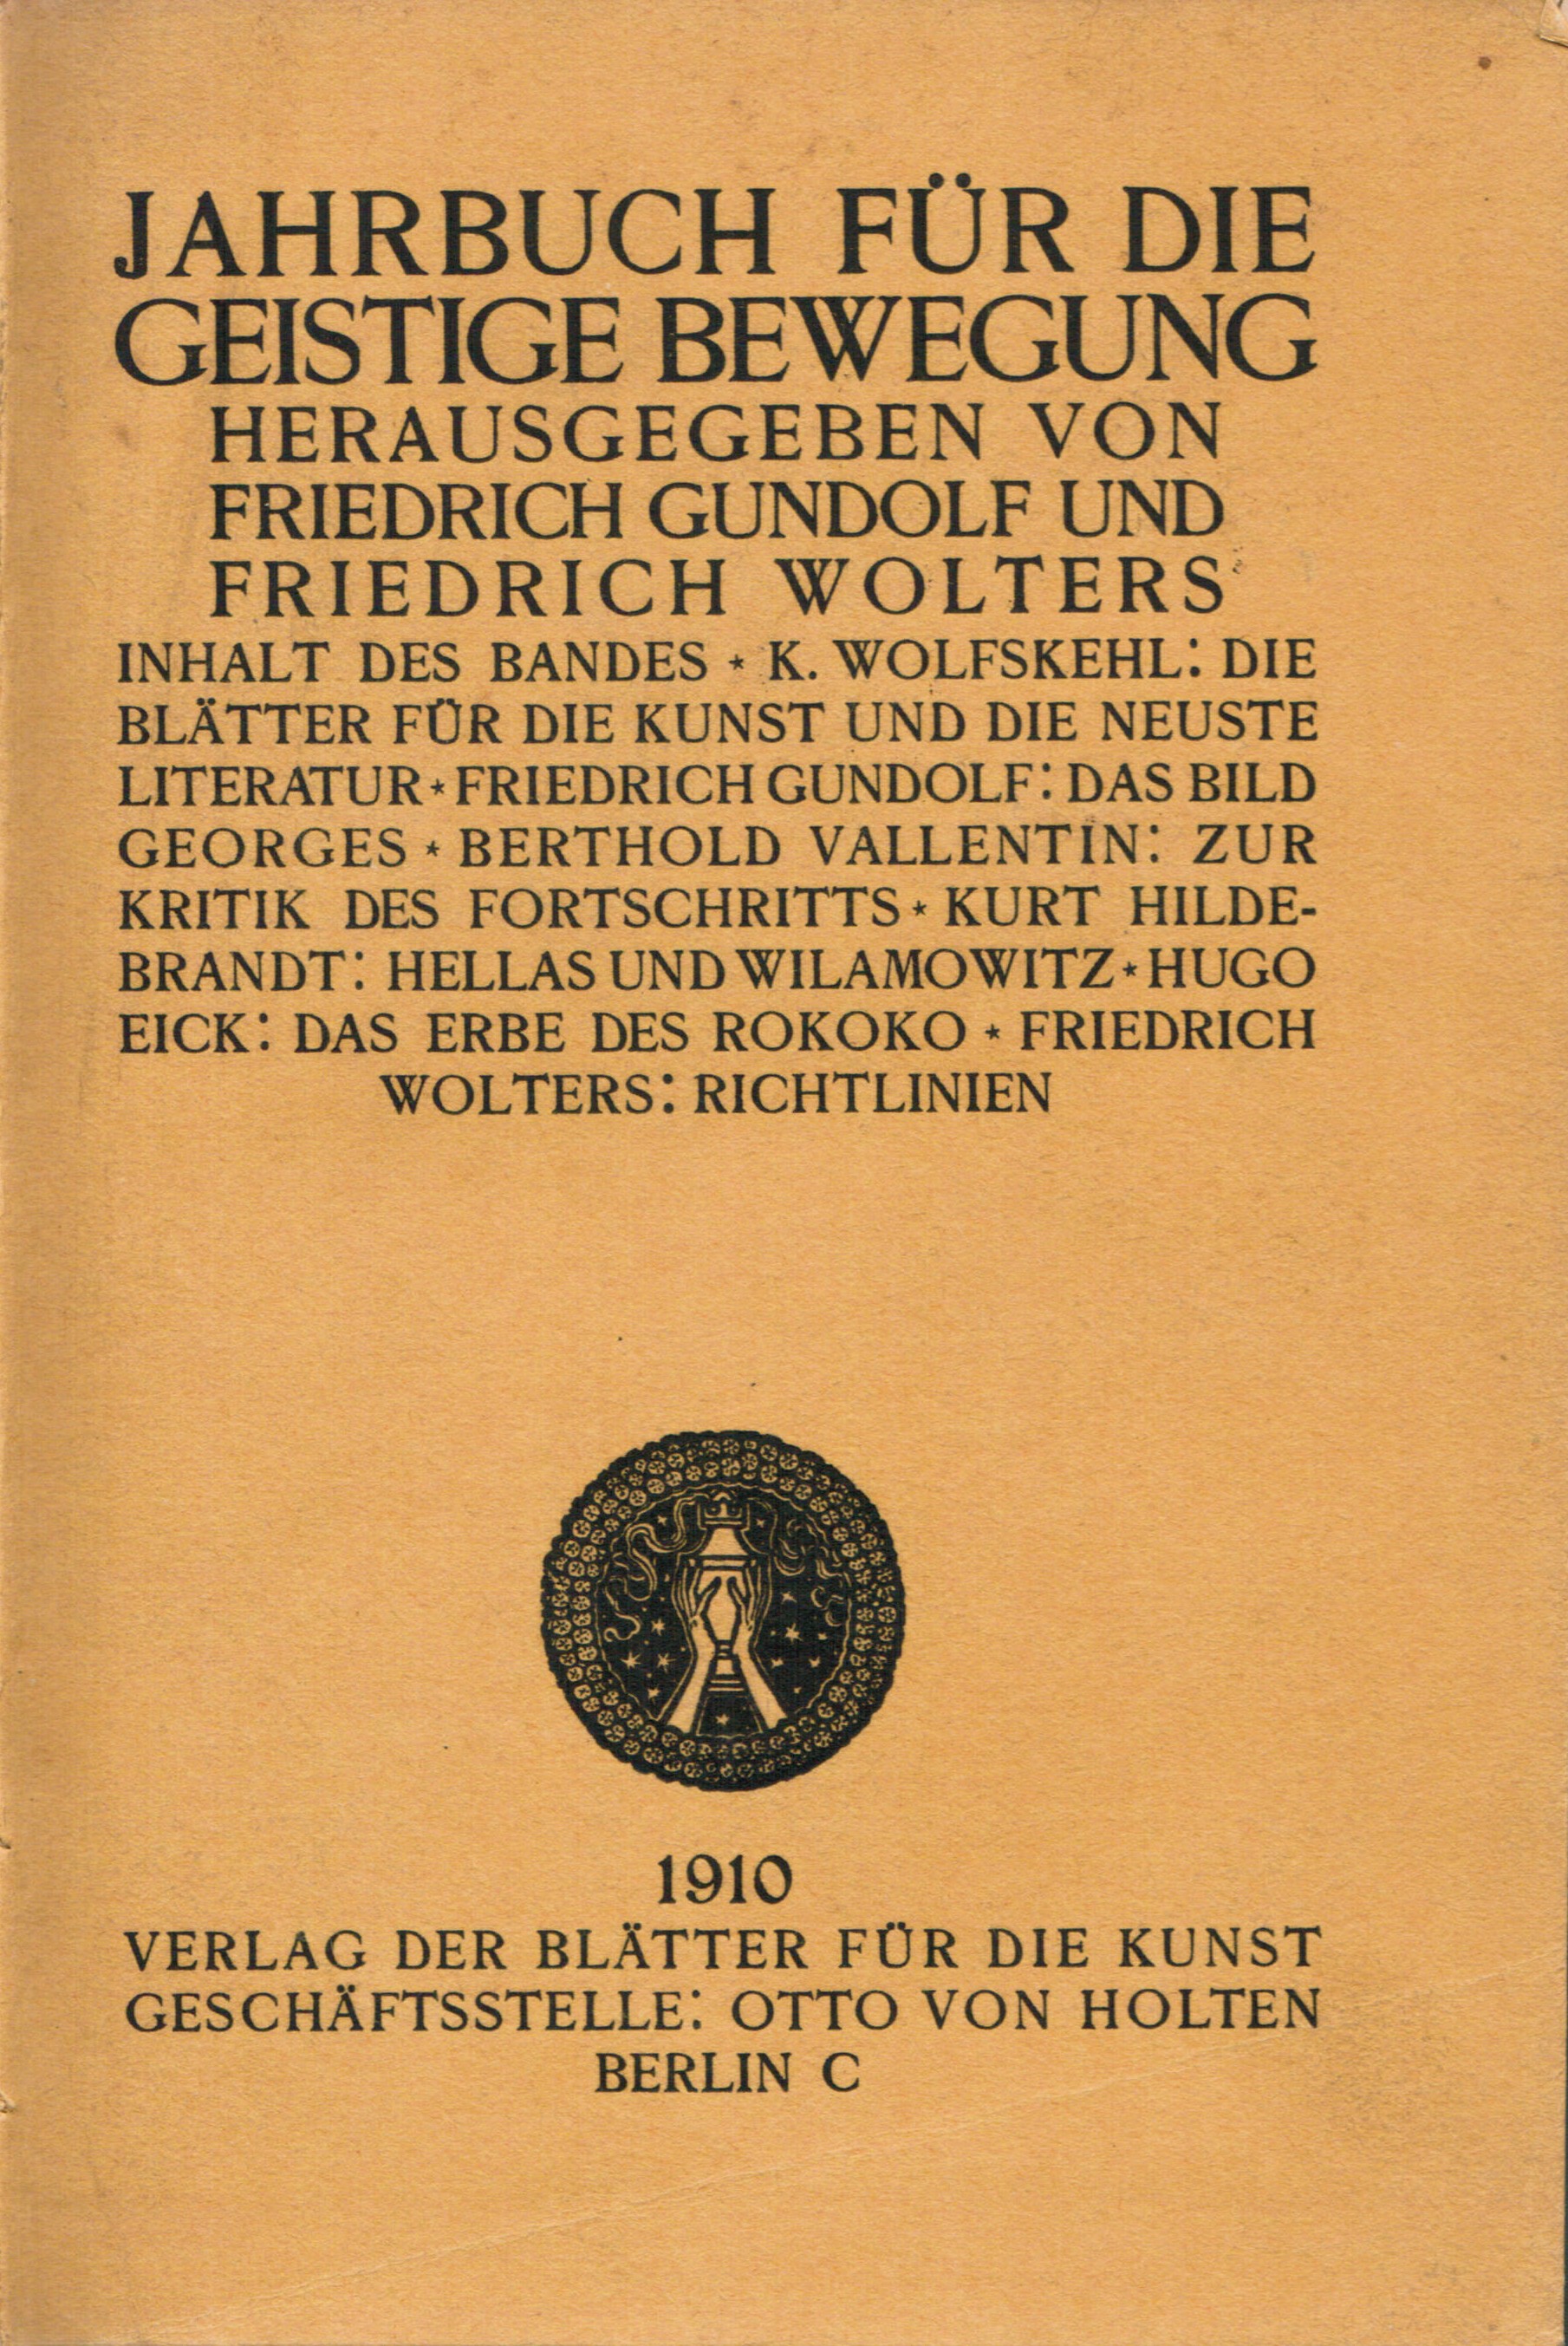 JAHRBUCH FÜR DIE
GEISTIGE BEWEGUNG
HERAUSGEGEBEN VON
FRIEDRICH GUNDOLF UND
FRIEDRICH WOLTERS
INHALT DES BANDES ⋆ K. WOLFSKEHL: DIE
BLÄTTER FÜR DIE KUNST UND DIE NEUSTE
LITERATUR ⋆ FRIEDRICH GUNDOLF: DAS BILD
GEORGES ⋆ BERTHOLD VALLENTIN: ZUR
KRITIK DES FORTSCHRITTS ⋆ KURT HILDE-
BRANDT: HELLAS UND WILAMOWITZ ⋆ HUGO
EICK: DAS ERBE DES ROKOKO ⋆ FRIEDRICH
WOLTERS: RICHTLINIEN
1910
VERLAG DER BLÄTTER FÜR DIE KUNST
GESCHÄFTSSTELLE: OTTO VON HOLTEN
BERLIN C